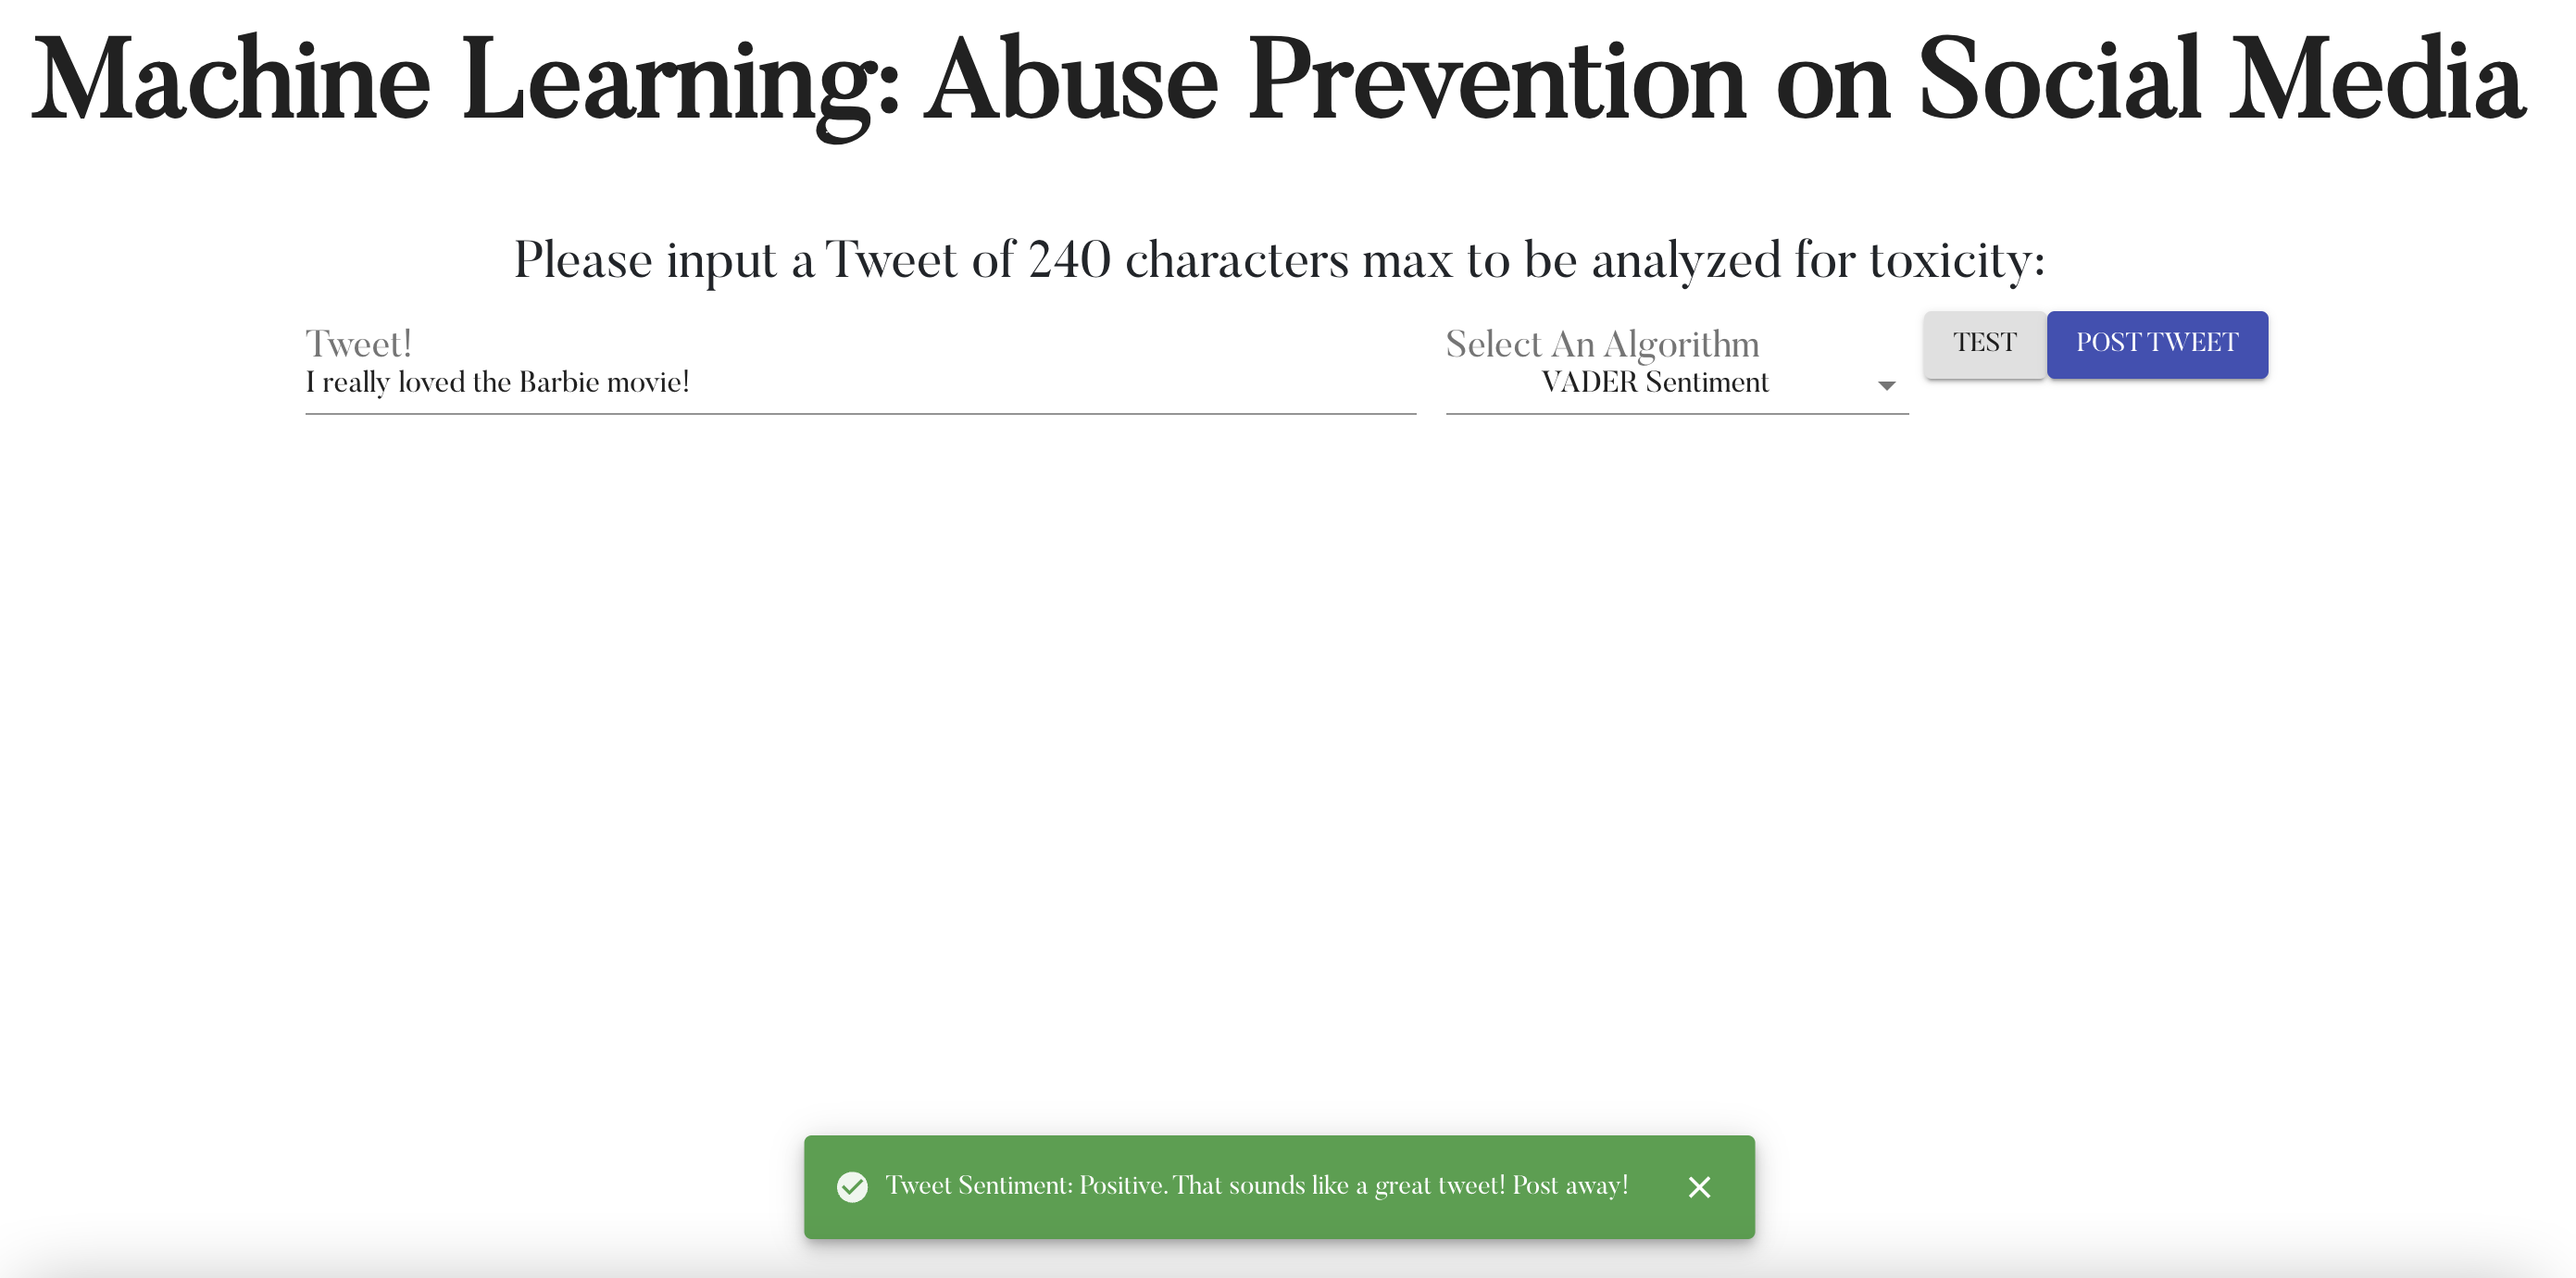 Machine Learning: Abuse Prevention on Social Media
Please input a Tweet of 240 characters max to be analyzed for toxicity:
Tweet!
I really loved the Barbie movie!
Select An Algorithm
VADER Sentiment
TEST
POST TWEET
Tweet Sentiment: Positive. That sounds like a great tweet! Post away!